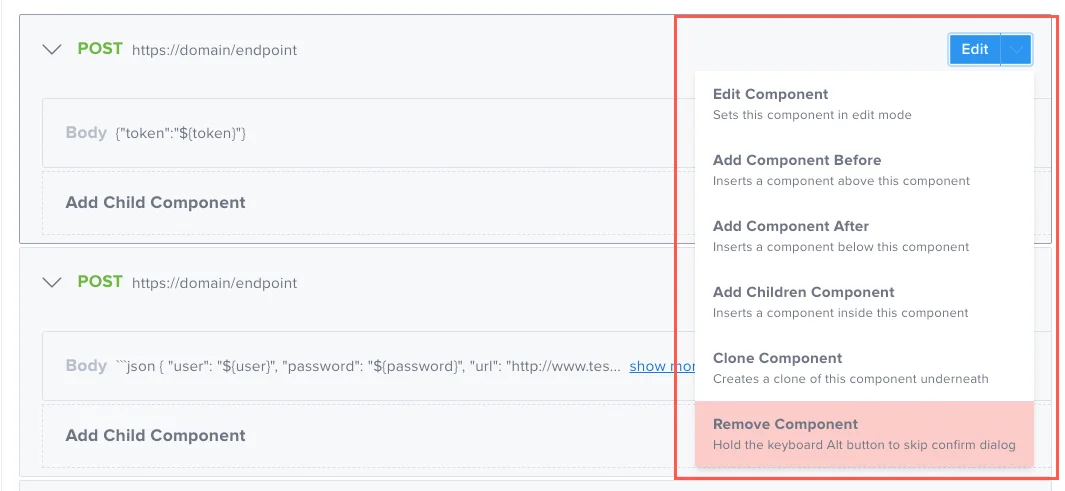 POST https://domain/endpoint
Edit
Body {"token":"${token}"}
Add Child Component
Edit Component
Sets this component in edit mode
Add Component Before
Inserts a component above this component
Add Component After
Inserts a component below this component
Add Children Component
Inserts a component inside this component
Clone Component
Creates a clone of this component underneath
Remove Component
Hold the keyboard Alt button to skip confirm dialog
POST https://domain/endpoint
Body ```json { "user": "${user}", "password": "${password}", "url": "http://www.tes... show mor
Add Child Component